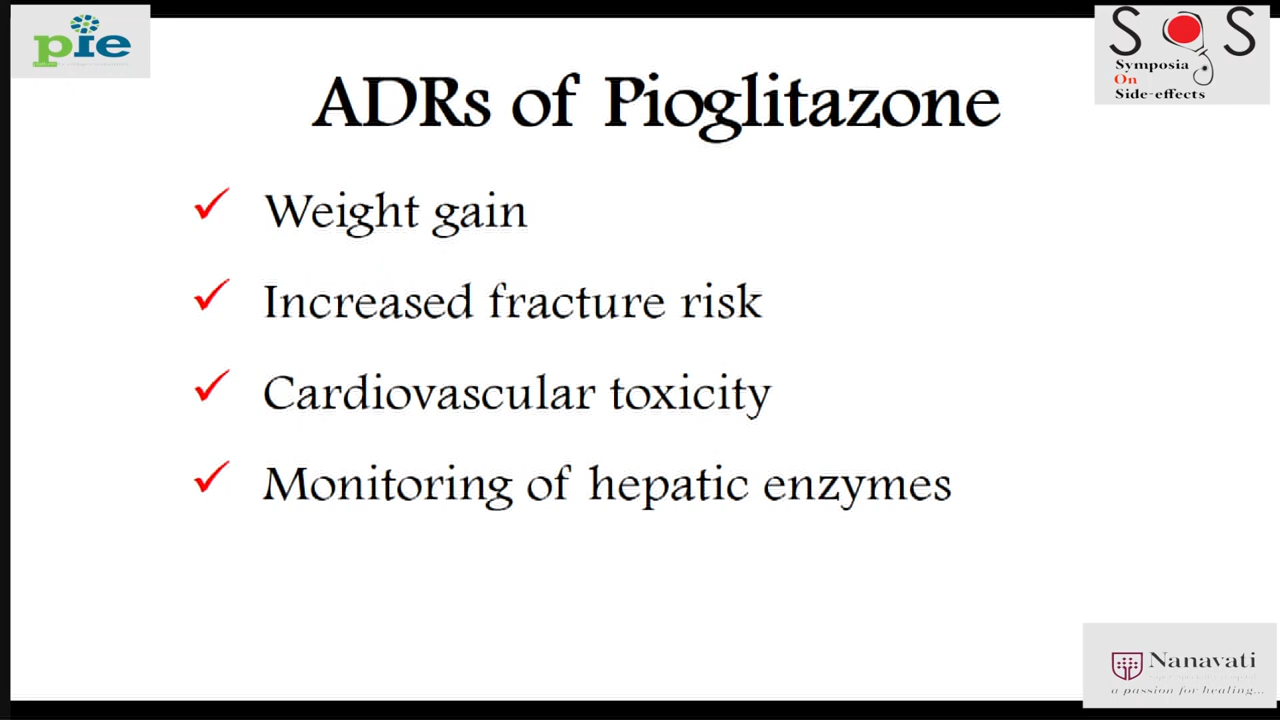 pie
S S
Symposia
On
Side-effects
ADRs of Pioglitazone
✓ Weight gain
✓ Increased fracture risk
✓ Cardiovascular toxicity
✓ Monitoring of hepatic enzymes
Nanavati
a passion for healing...